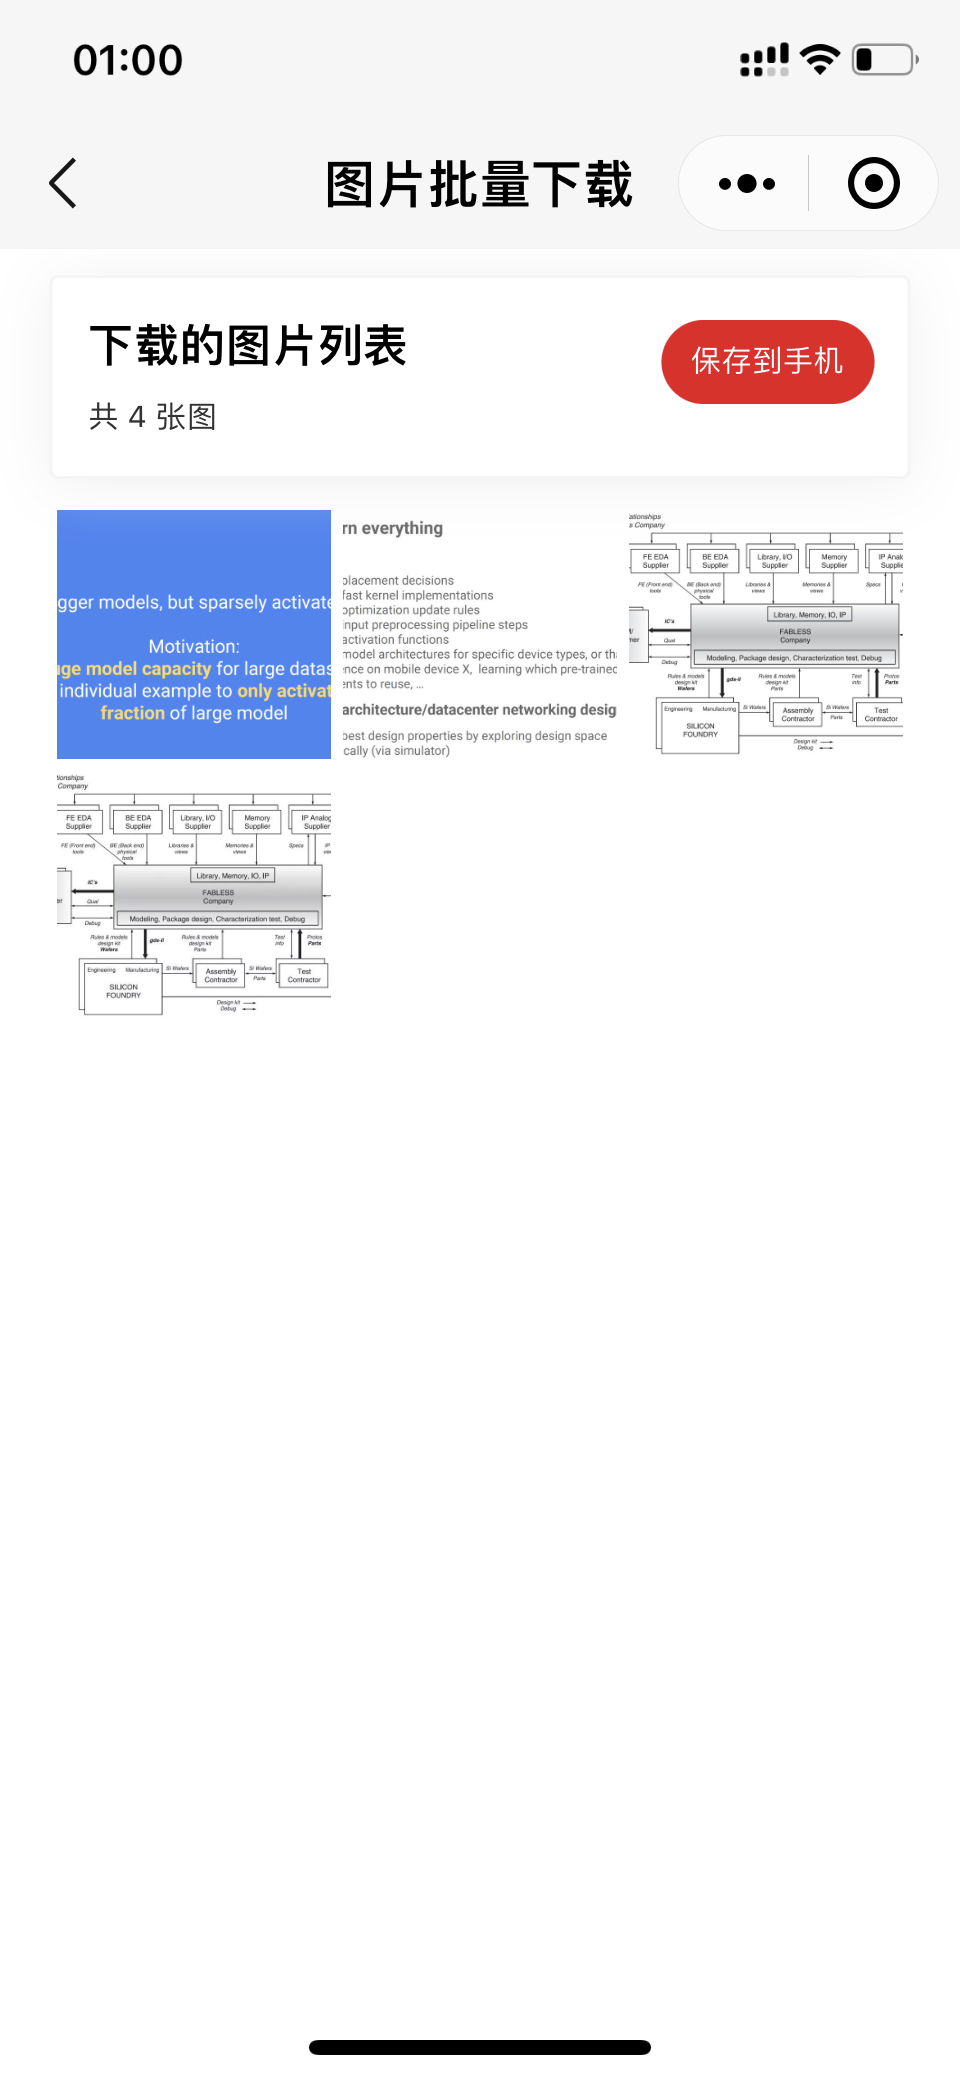 01:00
图片批量下载
下载的图片列表
保存到手机
共 4 张图
gger models, but sparsely activate
Motivation:
uge model capacity for large datas
individual example to only activat
fraction of large model
rn everything
placement decisions
fast kernel implementations
optimization update rules
input preprocessing pipeline steps
activation functions
model architectures for specific device types, or tha
ence on mobile device X, learning which pre-trained
ents to reuse, ...
architecture/datacenter networking desig
best design properties by exploring design space
ically (via simulator)
ationships
s Company
FE EDA
Supplier
BE EDA
Supplier
Library, I/O
Supplier
Memory
Supplier
IP Analo
Supplie
FE (Front end)
tools
BE (Back end)
physical
tools
Libraries &
views
Memories &
views
Specs
Library, Memory, IO, IP
FABLESS
Company
Modeling, Package design, Characterization test, Debug
IC's
Qual
Debug
mer
Rules & models
design kit
Wafers
gds-II
Rules & models
design kit
Parts
Test
info
Protos
Parts
Engineering
Manufacturing
SILICON
FOUNDRY
Si Wafers
Assembly
Contractor
Si Wafers
Parts
Test
Contractor
Design kit
Debug
tionships
Company
FE EDA
Supplier
BE EDA
Supplier
Library, I/O
Supplier
Memory
Supplier
IP Analog
Supplier
FE (Front end)
tools
BE (Back end)
physical
tools
Libraries &
views
Memories &
views
Specs
IP
vie
Library, Memory, IO, IP
FABLESS
Company
Modeling, Package design, Characterization test, Debug
IC's
Qual
Debug
er
Rules & models
design kit
Wafers
gds-II
Rules & models
design kit
Parts
Test
info
Protos
Parts
Engineering
Manufacturing
SILICON
FOUNDRY
Si Wafers
Assembly
Contractor
Si Wafers
Parts
Test
Contractor
Design kit
Debug